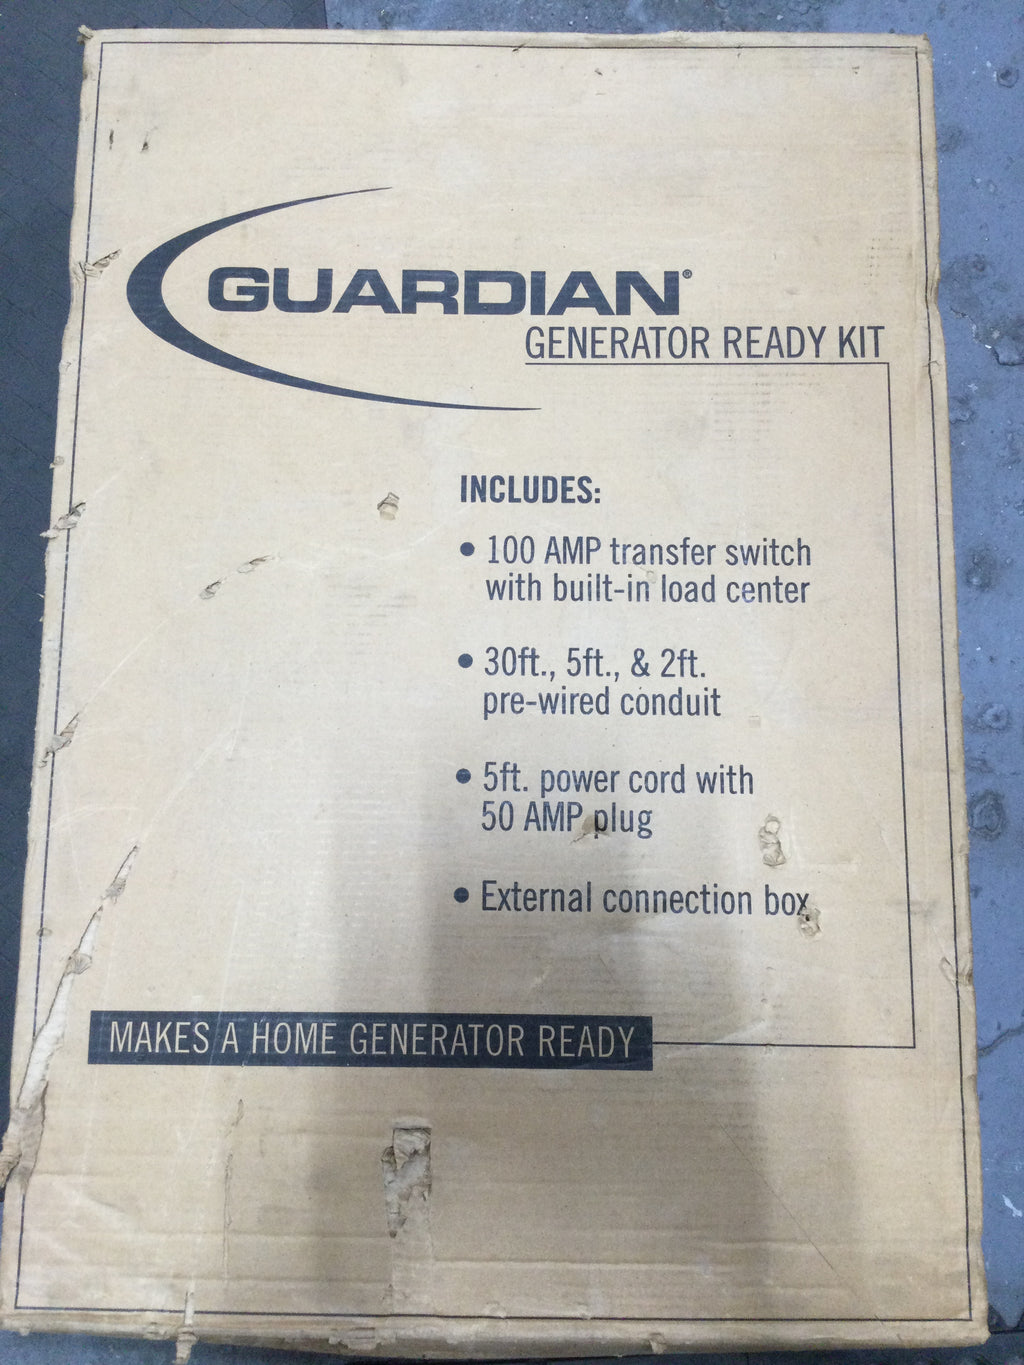 GUARDIAN®
GENERATOR READY KIT
INCLUDES:
• 100 AMP transfer switch
with built-in load center
• 30ft., 5ft., & 2ft.
pre-wired conduit
• 5ft. power cord with
50 AMP plug
• External connection box
MAKES A HOME GENERATOR READY